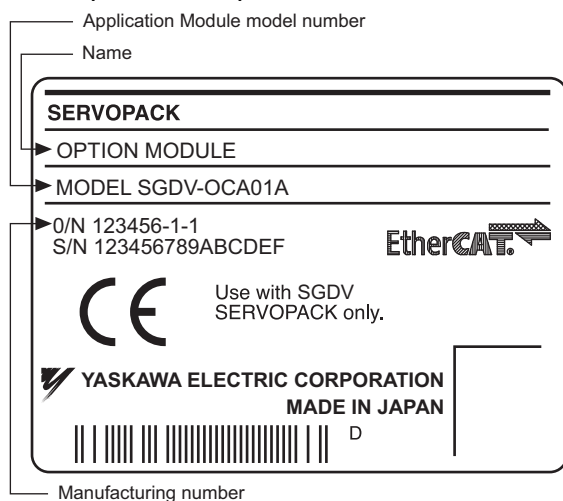 Application Module model number
Name
SERVOPACK
OPTION MODULE
MODEL SGDV-OCA01A
0/N 123456-1-1
S/N 123456789ABCDEF
EtherCAT®
CE
Use with SGDV
SERVOPACK only.
YASKAWA ELECTRIC CORPORATION
MADE IN JAPAN
D
Manufacturing number